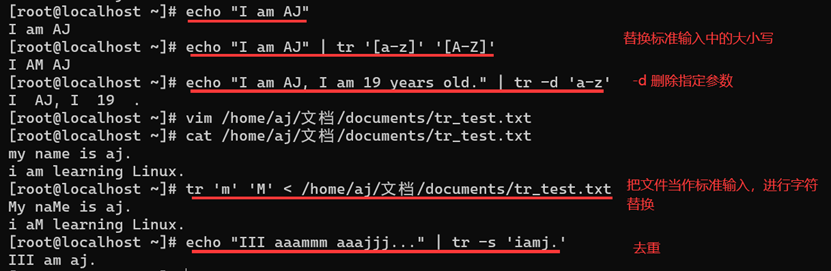 [root@localhost ~]# echo "I am AJ"
I am AJ
[root@localhost ~]# echo "I am AJ" | tr '[a-z]' '[A-Z]'
替换标准输入中的大小写
I AM AJ
[root@localhost ~]# echo "I am AJ, I am 19 years old." | tr -d 'a-z'
-d 删除指定参数
I  AJ, I  19  .
[root@localhost ~]# vim /home/aj/文档/documents/tr_test.txt
[root@localhost ~]# cat /home/aj/文档/documents/tr_test.txt
my name is aj.
i am learning Linux.
[root@localhost ~]# tr 'm' 'M' < /home/aj/文档/documents/tr_test.txt
把文件当作标准输入，进行字符
替换
My naMe is aj.
i aM learning Linux.
[root@localhost ~]# echo "III aaammm aaajjj..." | tr -s 'iamj.'
去重
III am aj.